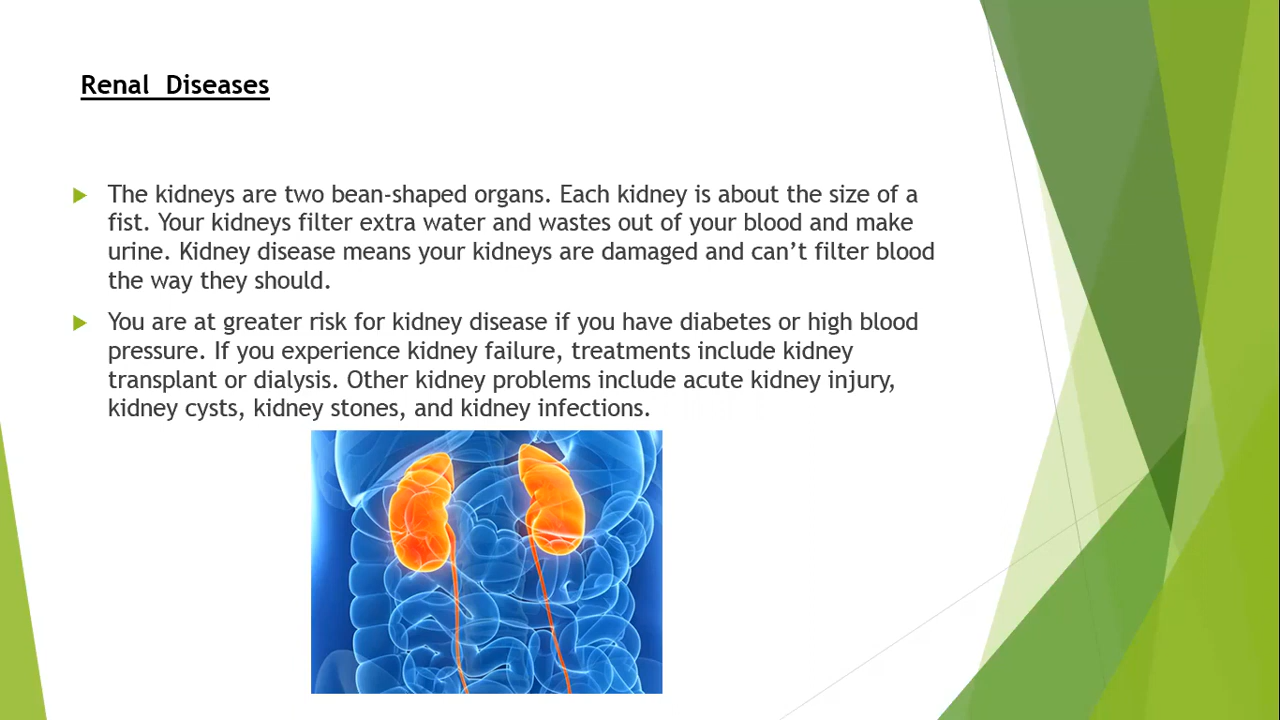 Renal  Diseases
The kidneys are two bean-shaped organs. Each kidney is about the size of a
fist. Your kidneys filter extra water and wastes out of your blood and make
urine. Kidney disease means your kidneys are damaged and can’t filter blood
the way they should.
You are at greater risk for kidney disease if you have diabetes or high blood
pressure. If you experience kidney failure, treatments include kidney
transplant or dialysis. Other kidney problems include acute kidney injury,
kidney cysts, kidney stones, and kidney infections.